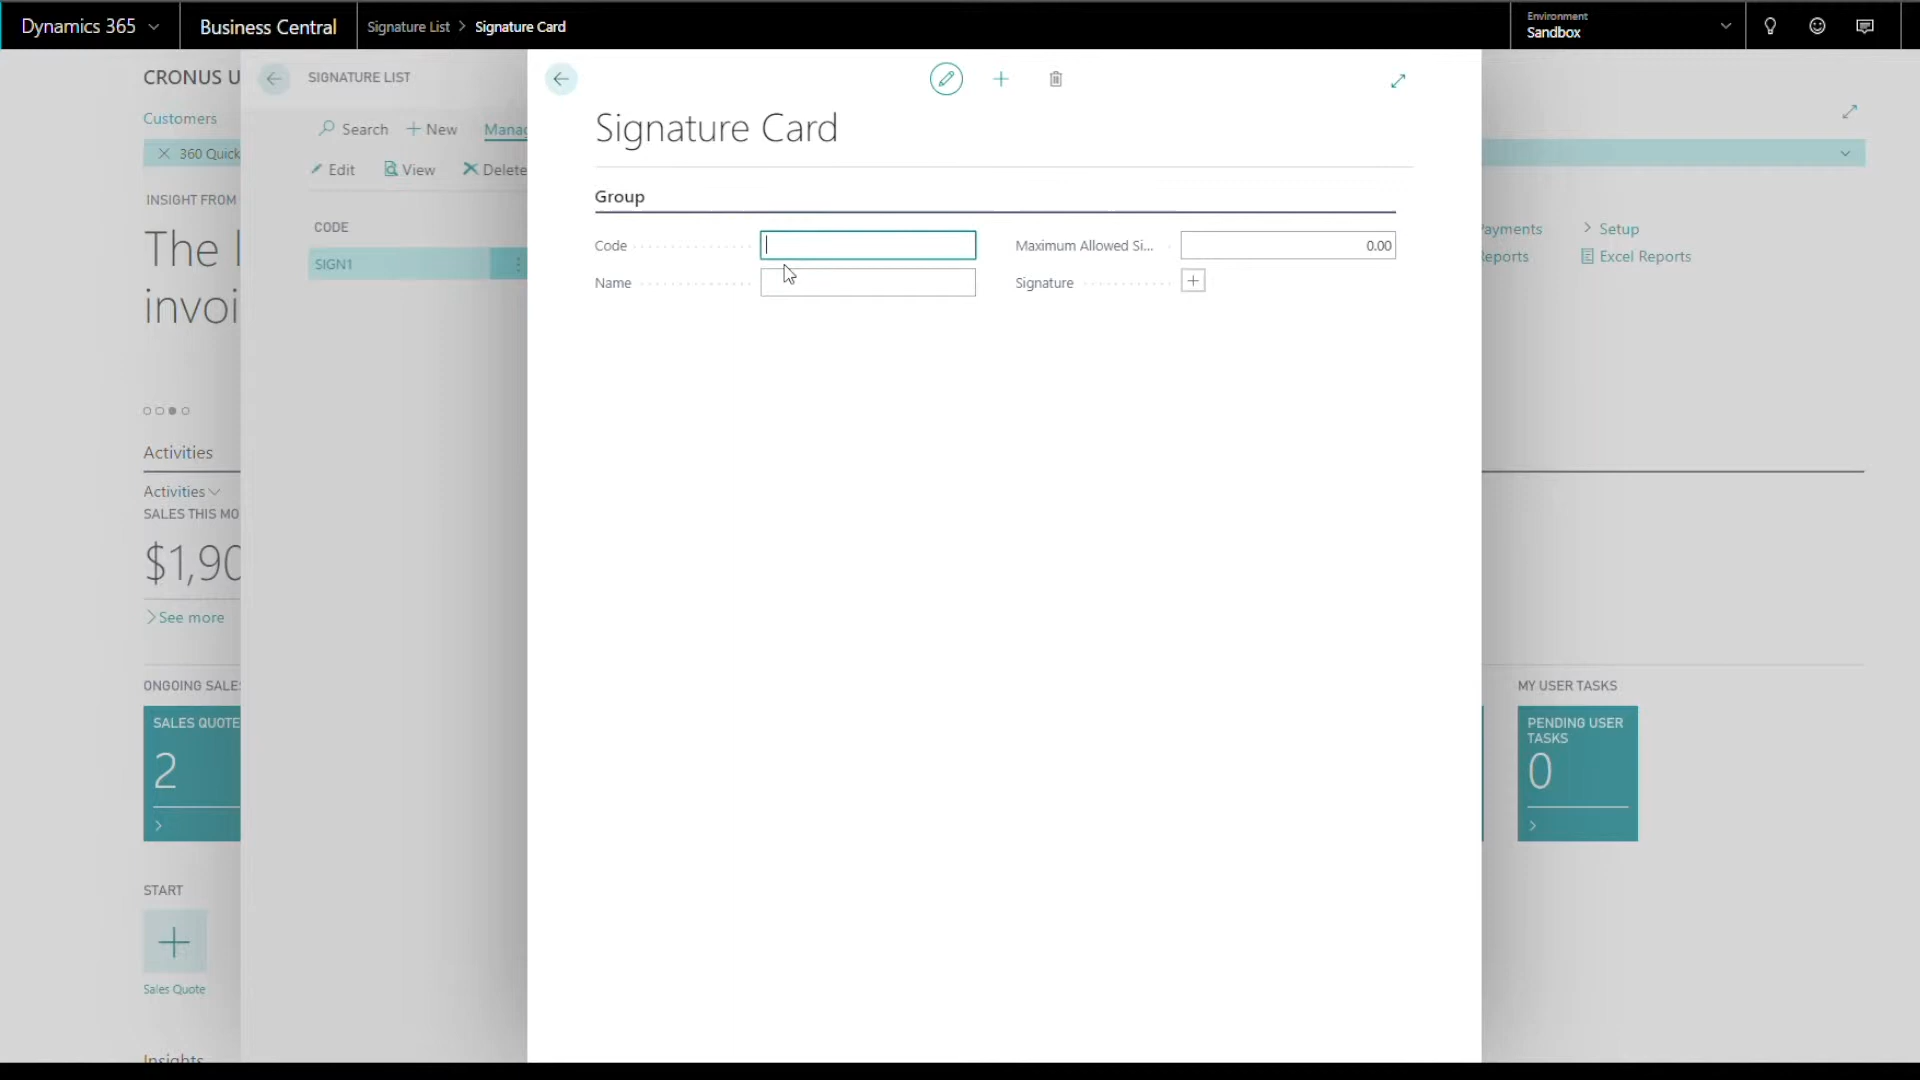 Dynamics 365
Business Central
Signature List > Signature Card
Environment
Sandbox
CRONUS U
Customers
360 Quick
INSIGHT FROM
The l
invoi
Activities
Activities
SALES THIS MO
$1,90
See more
ONGOING SALES
SALES QUOTE
2
START
Sales Quote
Insights
SIGNATURE LIST
Search
New
Manag
Edit
View
Delete
CODE
SIGN1
Signature Card
Group
Code
Name
Maximum Allowed Si...
0.00
Signature
Payments
Setup
Reports
Excel Reports
MY USER TASKS
PENDING USER
TASKS
0